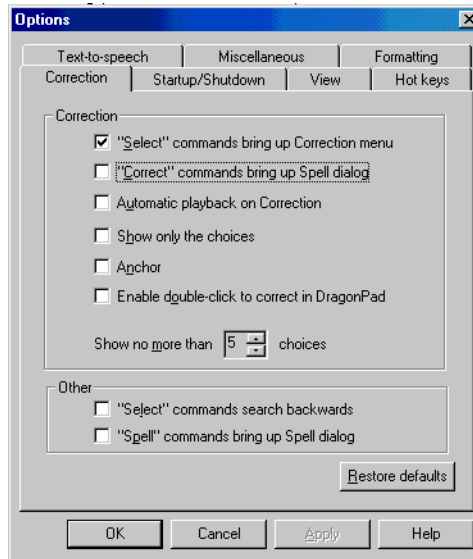 Options
Text-to-speech Miscellaneous Formatting
Correction Startup/Shutdown View Hot keys
Correction
"Select" commands bring up Correction menu
"Correct" commands bring up Spell dialog
Automatic playback on Correction
Show only the choices
Anchor
Enable double-click to correct in DragonPad
Show no more than 5 choices
Other
"Select" commands search backwards
"Spell" commands bring up Spell dialog
Restore defaults
OK Cancel Apply Help